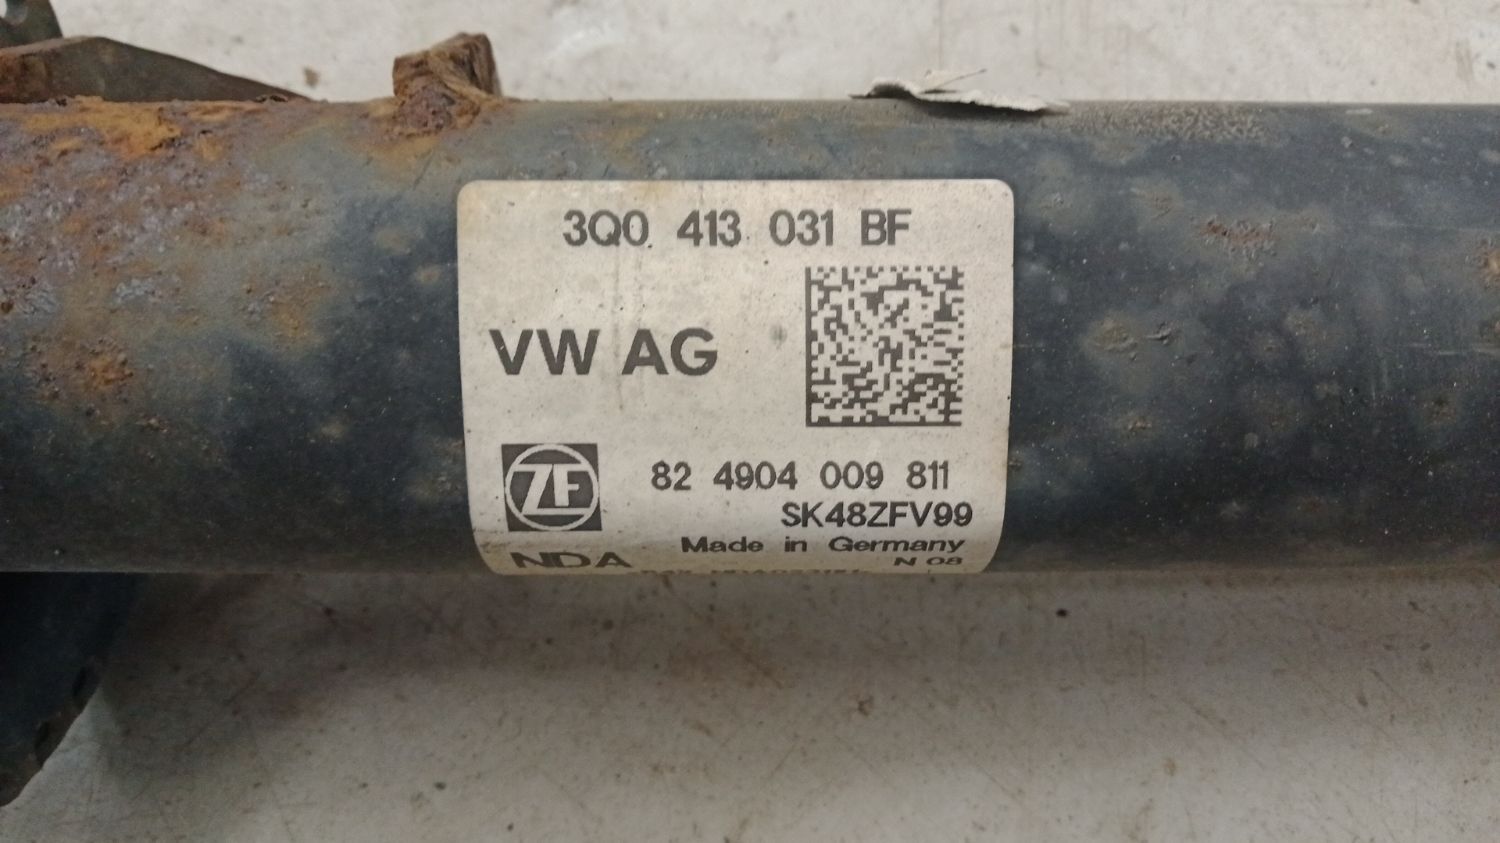 3Q0 413 031 BF
VW AG
ZF
82 4904 009 811
SK48ZFV99
Made in Germany
NDA
N 08